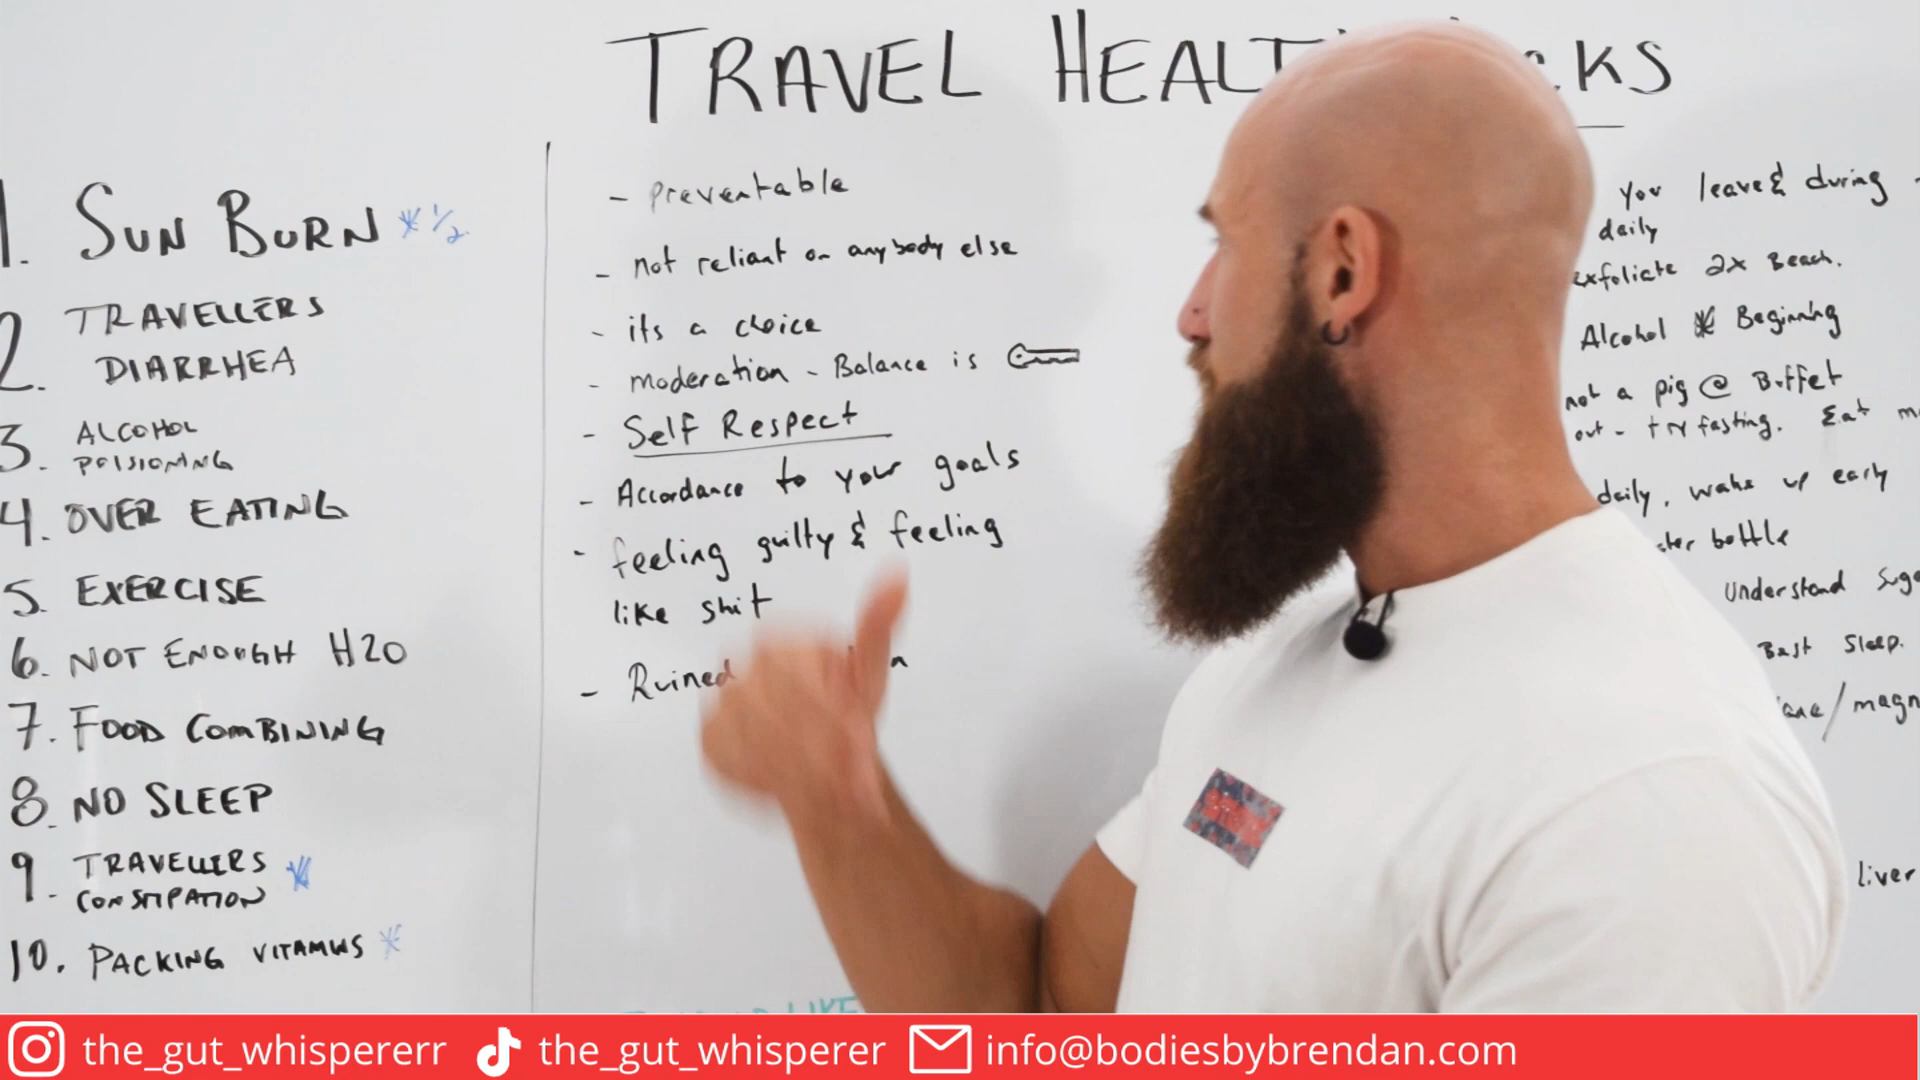 TRAVEL HEALT KS
1. SUN BURN * 1/2
2. TRAVELLERS
DIARRHEA
3. ALCOHOL
POISIONING
4. OVER EATING
5. EXERCISE
6. NOT ENOUGH H2O
7. FOOD COMBINING
8. NO SLEEP
9. TRAVELLERS *
CONSTIPATION
10. PACKING VITAMINS *
- preventable
- not reliant on anybody else
- its a choice
- moderation - Balance is
- Self Respect
- Accordance to your goals
- feeling guilty & feeling
like shit
- Ruined
You leave & during -
daily
exfoliate 2x Beach.
Alcohol * Beginning
not a pig @ Buffet
out - try fasting. Eat
daily, wake up early
bottle
Understand
Best Sleep.
liver
LIKE
the_gut_whispererr the_gut_whisperer info@bodiesbybrendan.com